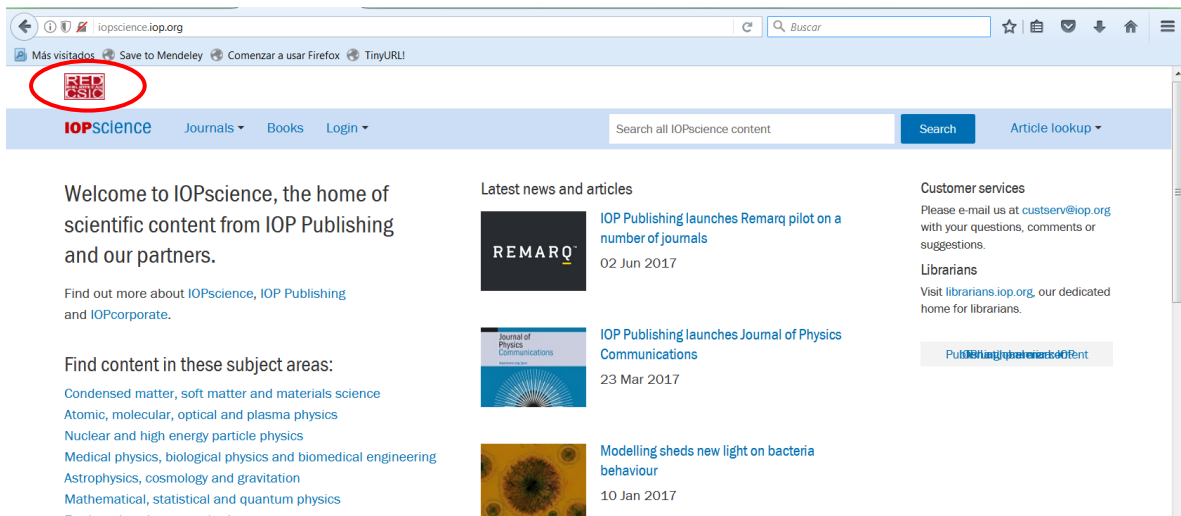 iopscience.iop.org
Buscar
Más visitados Save to Mendeley Comenzar a usar Firefox TinyURL!
RED
CSIC
IOPscience Journals Books Login
Search all IOPscience content Search Article lookup
Welcome to IOPscience, the home of
scientific content from IOP Publishing
and our partners.
Find out more about IOPscience, IOP Publishing
and IOPcorporate.
Find content in these subject areas:
Condensed matter, soft matter and materials science
Atomic, molecular, optical and plasma physics
Nuclear and high energy particle physics
Medical physics, biological physics and biomedical engineering
Astrophysics, cosmology and gravitation
Mathematical, statistical and quantum physics
Latest news and articles
REMARQ
IOP Publishing launches Remarq pilot on a
number of journals
02 Jun 2017
Journal of
Physics
Communications
IOP Publishing launches Journal of Physics
Communications
23 Mar 2017
Modelling sheds new light on bacteria
behaviour
10 Jan 2017
Customer services
Please e-mail us at custserv@iop.org
with your questions, comments or
suggestions.
Librarians
Visit librarians.iop.org, our dedicated
home for librarians.